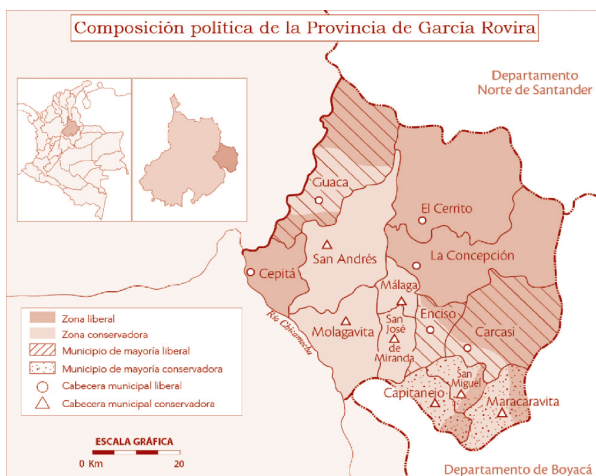 Composición política de la Provincia de García Rovira
Departamento
Norte de Santander
Guaca
El Cerrito
San Andrés
La Concepción
Cepitá
Málaga
Enciso
Molagavita
San
José
de
Miranda
Carcasi
Río Chicamocha
San
Miguel
Capitanejo
Maracaravita
Zona liberal
Zona conservadora
Municipio de mayoría liberal
Municipio de mayoría conservadora
Cabecera municipal liberal
Cabecera municipal conservadora
ESCALA GRÁFICA
0 Km
20
Departamento de Boyacá